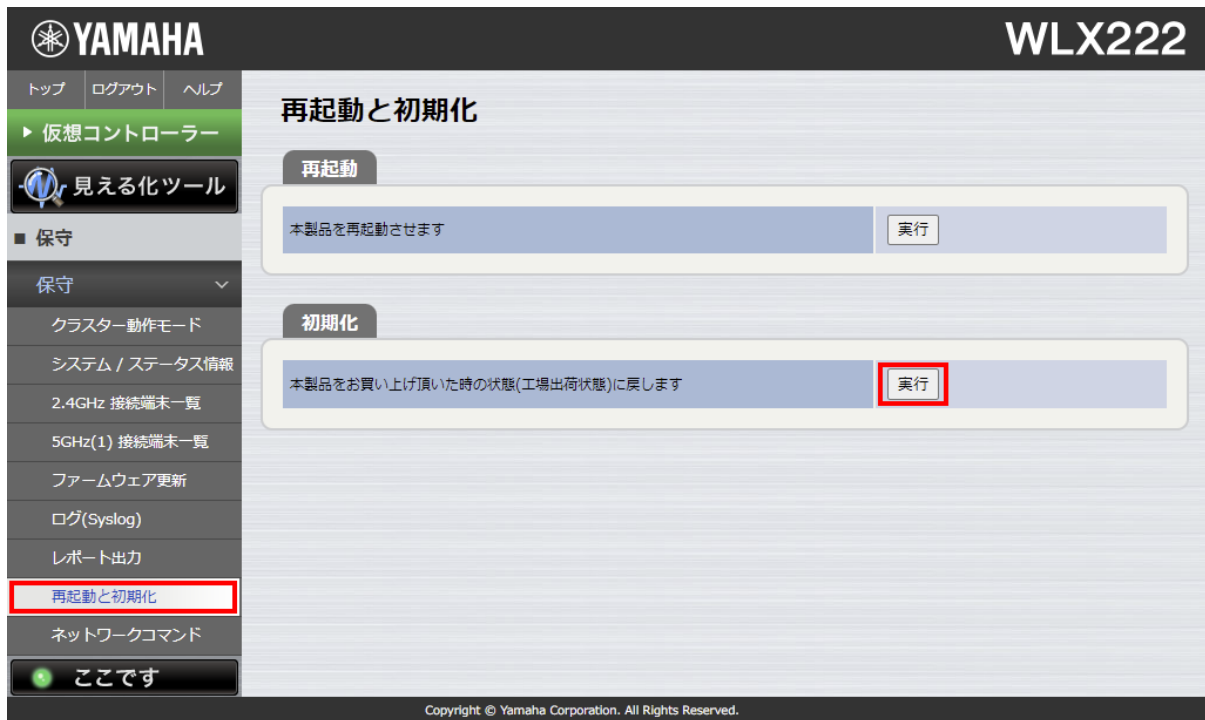 YAMAHA
WLX222
トップ ログアウト ヘルプ
仮想コントローラー
見える化ツール
保守
保守
クラスター動作モード
システム / ステータス情報
2.4GHz 接続端末一覧
5GHz(1) 接続端末一覧
ファームウェア更新
ログ(Syslog)
レポート出力
再起動と初期化
ネットワークコマンド
ここです
再起動と初期化
再起動
本製品を再起動させます 実行
初期化
本製品をお買い上げ頂いた時の状態(工場出荷状態)に戻します 実行
Copyright © Yamaha Corporation. All Rights Reserved.